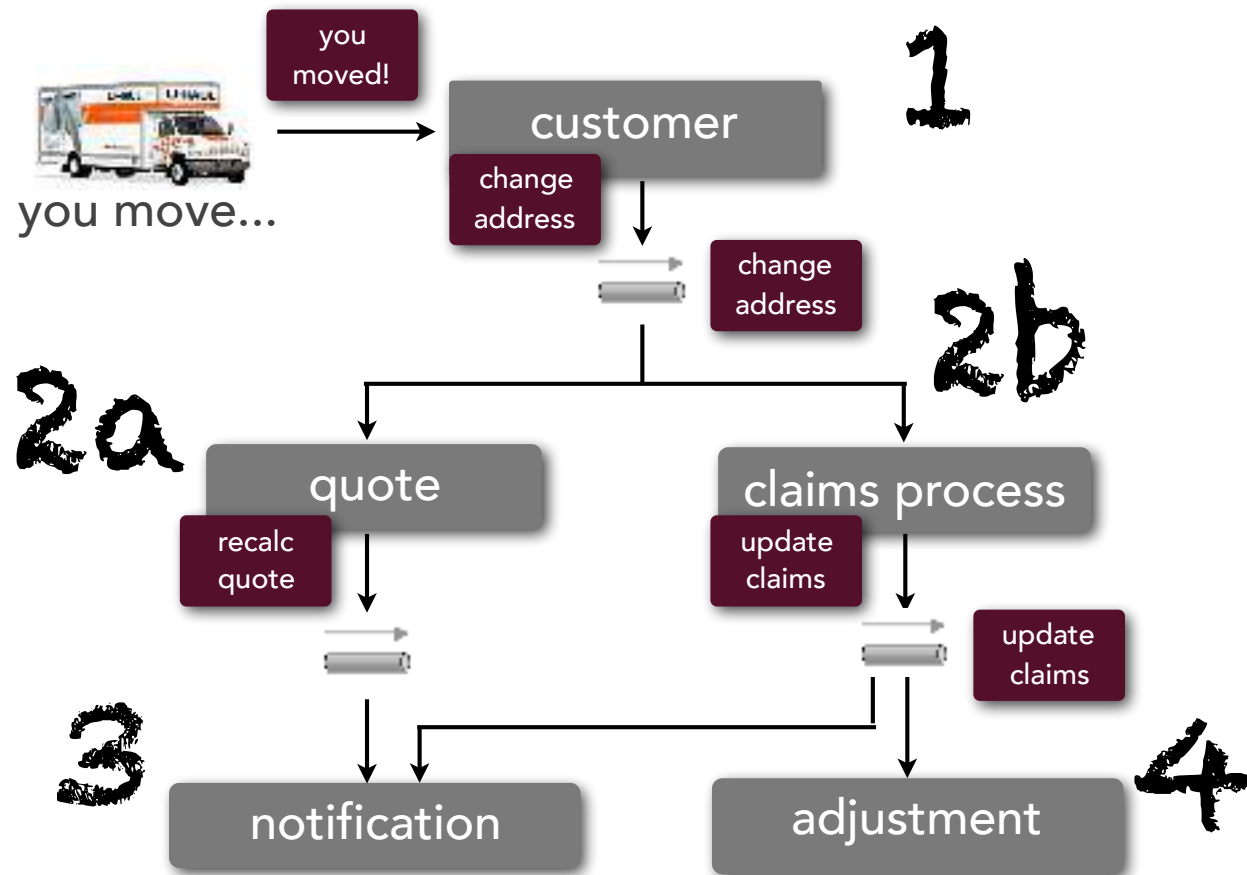 you
moved!
1
U-HAUL
customer
you move...
change
address
change
address
2b
2a
quote
claims process
recalc
quote
update
claims
update
claims
3
4
notification
adjustment